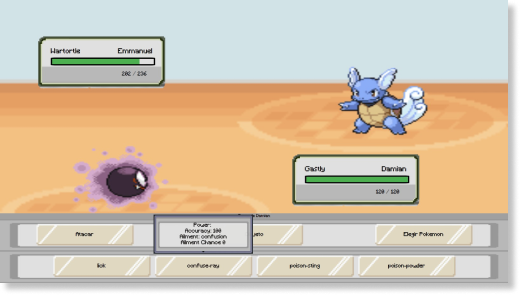 Wartortle Emmanuel
202 / 236
Gastly Damian
120 / 120
Damian
Atacar
Power:
Accuracy: 100
Ailment: confusion
Ailment Chance 0
Elegir Pokemon
lick
confuse-ray
poison-sting
poison-powder